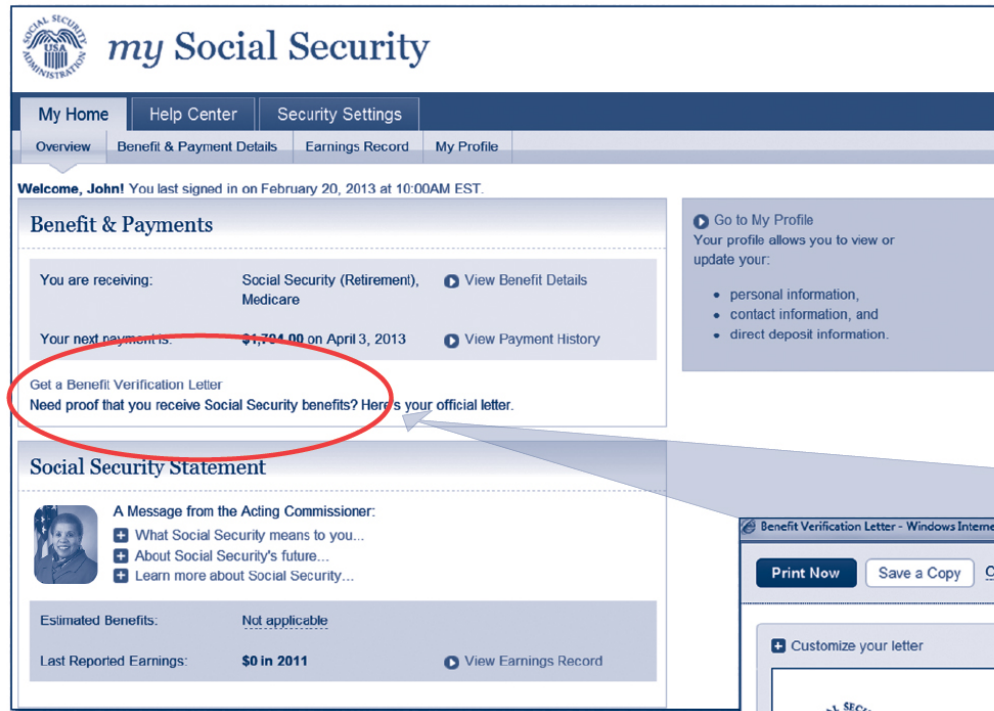 SOCIAL SECURITY ADMINISTRATION
USA
my Social Security
My Home Help Center Security Settings
Overview Benefit & Payment Details Earnings Record My Profile
Welcome, John! You last signed in on February 20, 2013 at 10:00AM EST.
Benefit & Payments
You are receiving: Social Security (Retirement), View Benefit Details
Medicare
Your next payment is: $1,704.00 on April 3, 2013 View Payment History
Get a Benefit Verification Letter
Need proof that you receive Social Security benefits? Here's your official letter.
Go to My Profile
Your profile allows you to view or
update your:
• personal information,
• contact information, and
• direct deposit information.
Social Security Statement
A Message from the Acting Commissioner:
What Social Security means to you...
About Social Security's future...
Learn more about Social Security...
Estimated Benefits: Not applicable
Last Reported Earnings: $0 in 2011 View Earnings Record
Benefit Verification Letter - Windows Interne
Print Now Save a Copy
Customize your letter